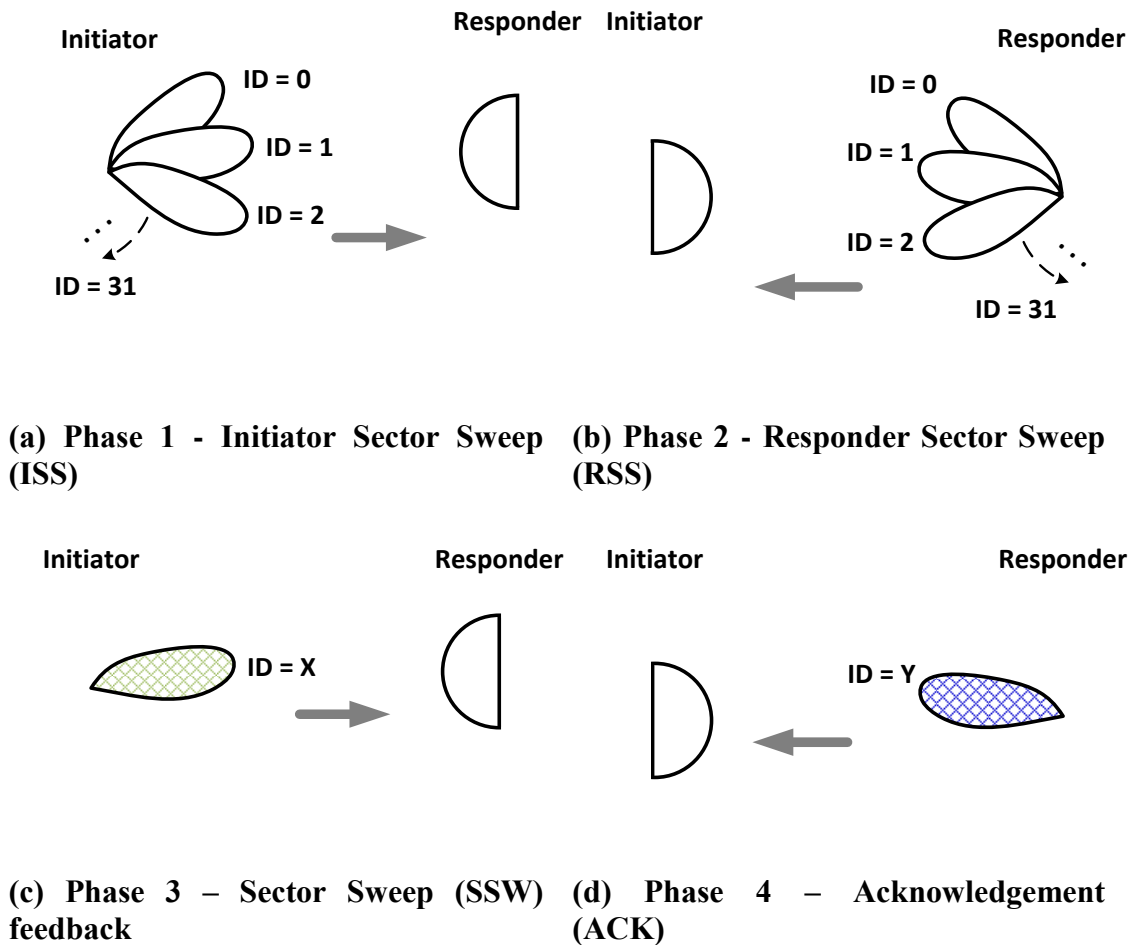 Initiator
ID = 0
ID = 1
ID = 2
...
ID = 31
Responder
(a) Phase 1 - Initiator Sector Sweep
(ISS)
Initiator
Responder
ID = 0
ID = 1
ID = 2
...
ID = 31
(b) Phase 2 - Responder Sector Sweep
(RSS)
Initiator
Responder
ID = X
(c) Phase 3 – Sector Sweep (SSW)
feedback
Initiator
Responder
ID = Y
(d) Phase 4 – Acknowledgement
(ACK)